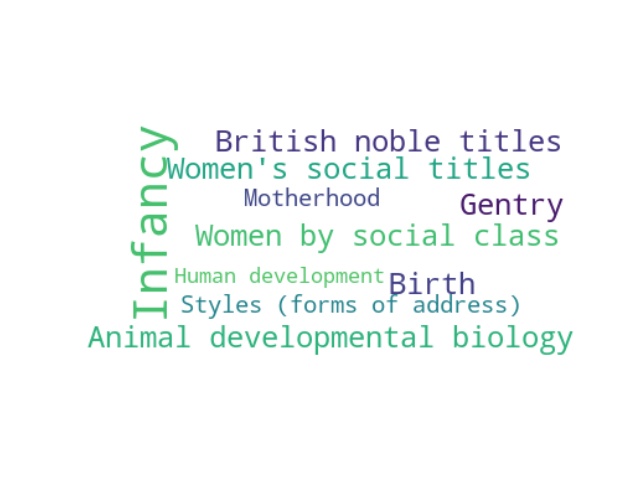 Infancy
British noble titles
Women's social titles
Motherhood
Gentry
Women by social class
Human development
Birth
Styles (forms of address)
Animal developmental biology